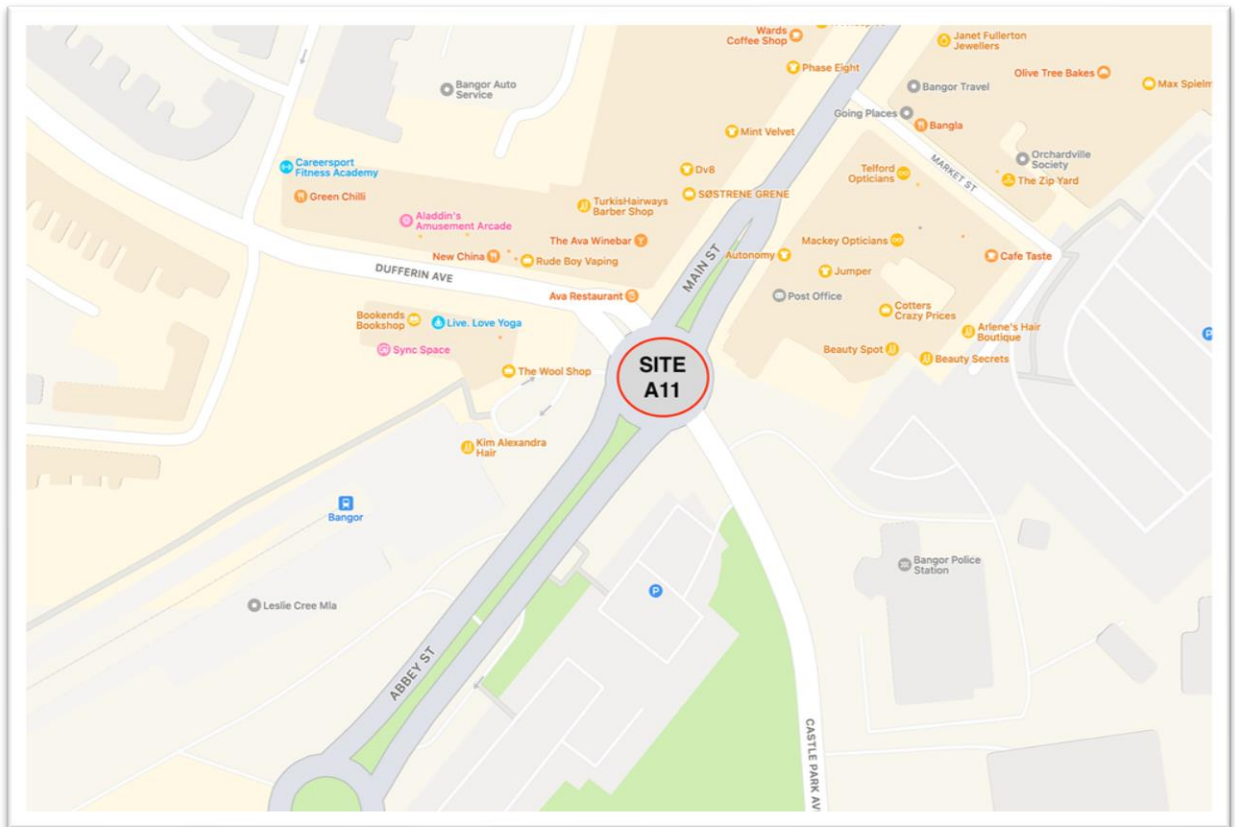 Wards
Coffee Shop
Janet Fullerton
Jewellers
Phase Eight
Olive Tree Bakes
Bangor Auto
Service
Bangor Travel
Max Spielm
Going Places
Bangla
Mint Velvet
Careersport
Fitness Academy
Dv8
Telford
Opticians
MARKET ST
Orchardville
Society
The Zip Yard
Green Chilli
SØSTRENE GRENE
TurkisHairways
Barber Shop
Aladdin's
Amusement Arcade
The Ava Winebar
Mackey Opticians
New China
Rude Boy Vaping
MAIN ST
Autonomy
Cafe Taste
DUFFERIN AVE
Jumper
Ava Restaurant
Post Office
Bookends
Bookshop
Live. Love Yoga
Cotters
Crazy Prices
Arlene's Hair
Boutique
P
Sync Space
Beauty Spot
Beauty Secrets
The Wool Shop
SITE
A11
Kim Alexandra
Hair
Bangor
Bangor Police
Station
P
Leslie Cree Mla
ABBEY ST
CASTLE PARK AV